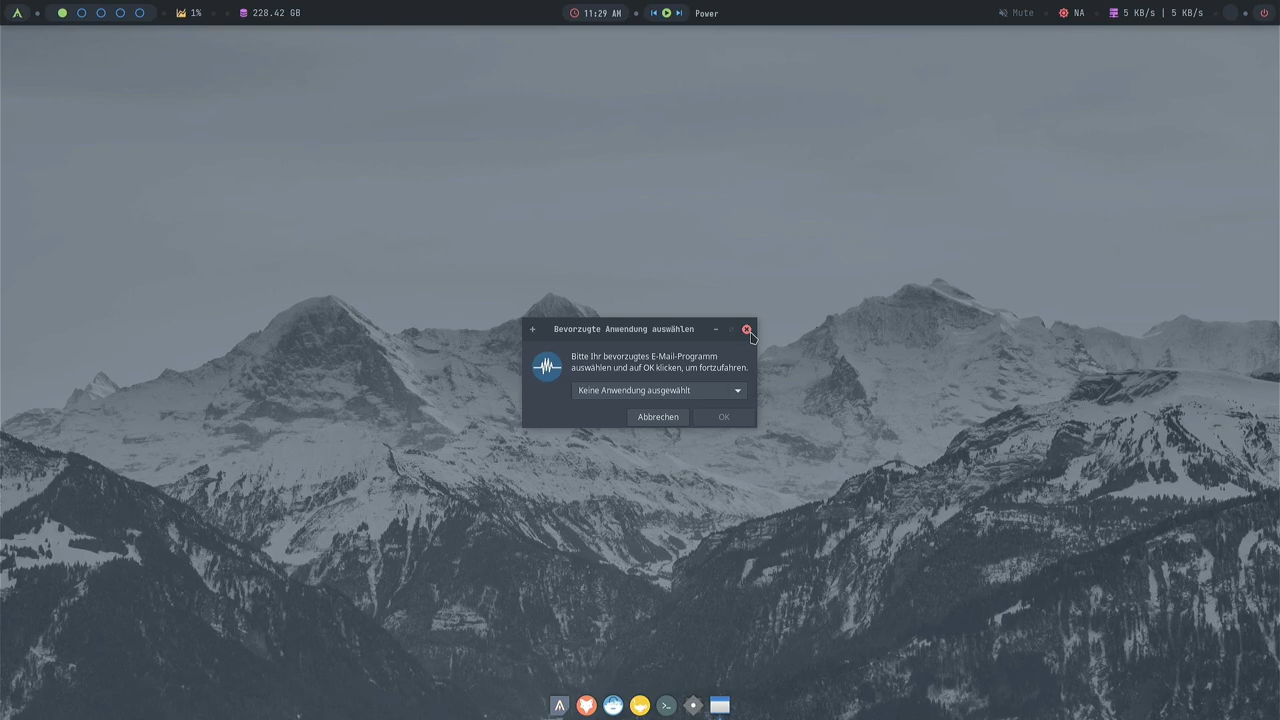 1%
228.42 GB
11:29 AM
Power
Mute
NA
5 KB/s | 5 KB/s
Bevorzugte Anwendung auswählen
Bitte Ihr bevorzugtes E-Mail-Programm
auswählen und auf OK klicken, um fortzufahren.
Keine Anwendung ausgewählt
Abbrechen
OK